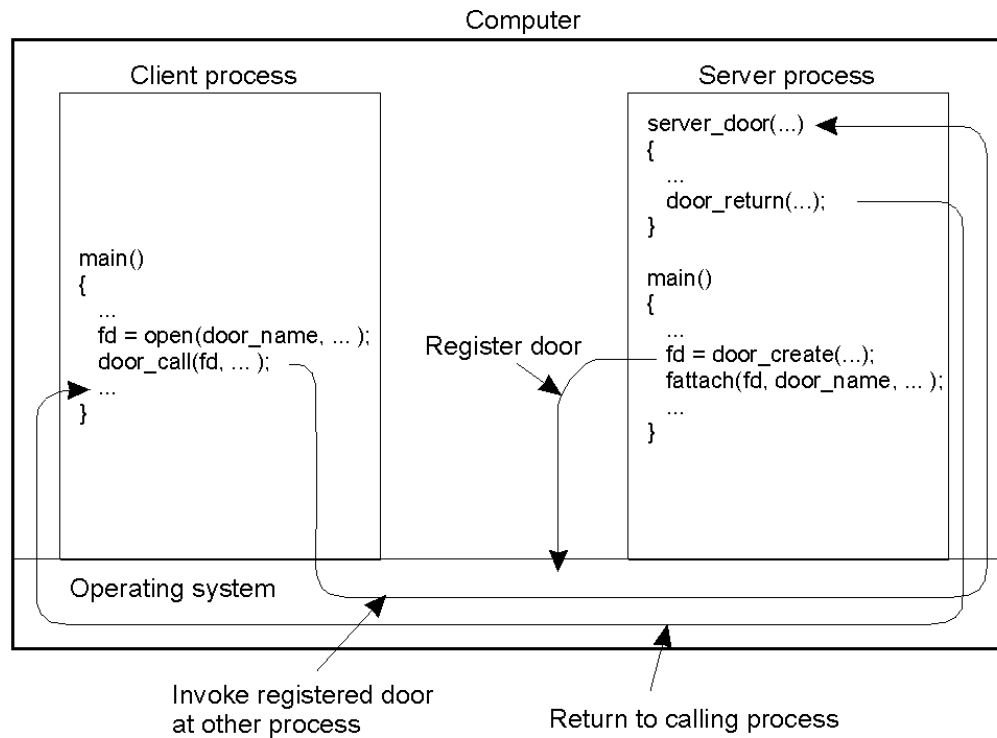 Computer
Client process
Server process
server_door(...)
{
...
door_return(...);
}
main()
{
...
fd = door_create(...);
fattach(fd, door_name, ... );
...
}
main()
{
...
fd = open(door_name, ... );
door_call(fd, ... );
...
}
Register door
Operating system
Invoke registered door
at other process
Return to calling process